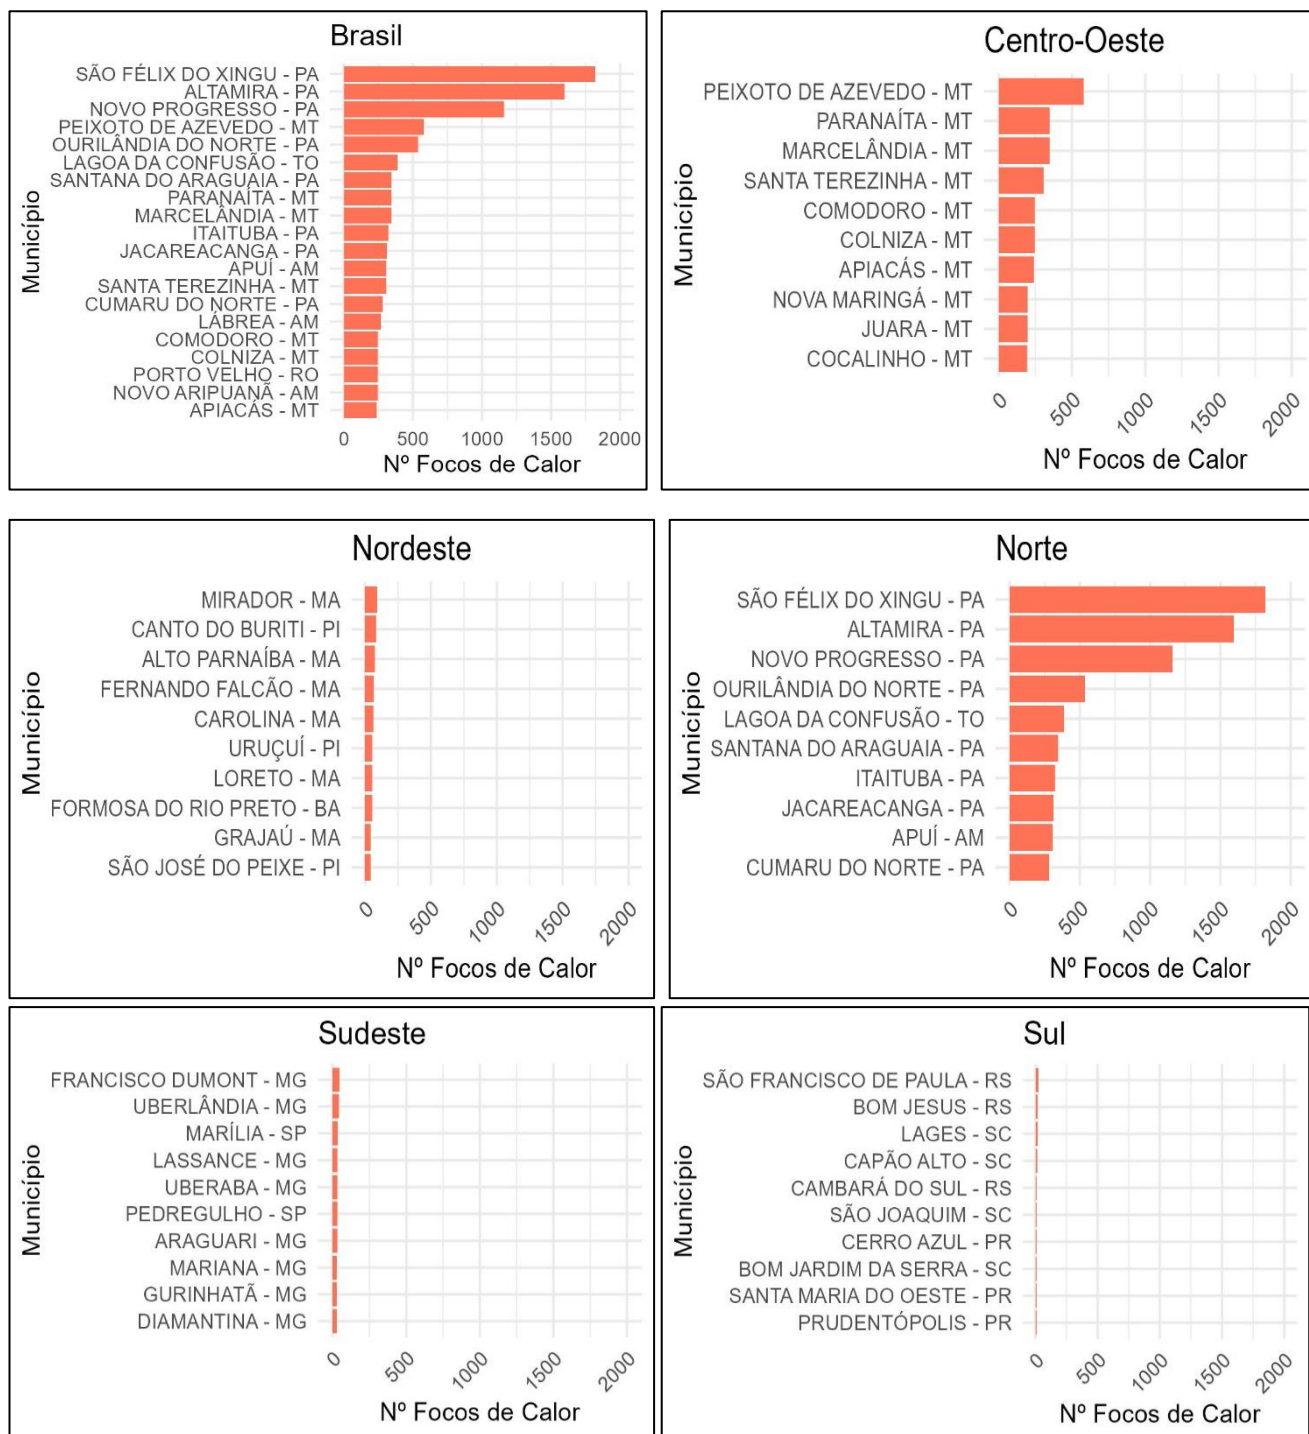 Brasil
Município
SÃO FÉLIX DO XINGU - PA
ALTAMIRA - PA
NOVO PROGRESSO - PA
PEIXOTO DE AZEVEDO - MT
OURILÂNDIA DO NORTE - PA
LAGOA DA CONFUSÃO - TO
SANTANA DO ARAGUAIA - PA
PARANAÍTA - MT
MARCELÂNDIA - MT
ITAITUBA - PA
JACAREACANGA - PA
APUÍ - AM
SANTA TEREZINHA - MT
CUMARU DO NORTE - PA
LÁBREA - AM
COMODORO - MT
COLNIZA - MT
PORTO VELHO - RO
NOVO ARIPUANÃ - AM
APIACÁS - MT
0 500 1000 1500 2000
Nº Focos de Calor
Centro-Oeste
Município
PEIXOTO DE AZEVEDO - MT
PARANAÍTA - MT
MARCELÂNDIA - MT
SANTA TEREZINHA - MT
COMODORO - MT
COLNIZA - MT
APIACÁS - MT
NOVA MARINGÁ - MT
JUARA - MT
COCALINHO - MT
0 500 1000 1500 2000
Nº Focos de Calor
Nordeste
Município
MIRADOR - MA
CANTO DO BURITI - PI
ALTO PARNAÍBA - MA
FERNANDO FALCÃO - MA
CAROLINA - MA
URUÇUÍ - PI
LORETO - MA
FORMOSA DO RIO PRETO - BA
GRAJAÚ - MA
SÃO JOSÉ DO PEIXE - PI
0 500 1000 1500 2000
Nº Focos de Calor
Norte
Município
SÃO FÉLIX DO XINGU - PA
ALTAMIRA - PA
NOVO PROGRESSO - PA
OURILÂNDIA DO NORTE - PA
LAGOA DA CONFUSÃO - TO
SANTANA DO ARAGUAIA - PA
ITAITUBA - PA
JACAREACANGA - PA
APUÍ - AM
CUMARU DO NORTE - PA
0 500 1000 1500 2000
Nº Focos de Calor
Sudeste
Município
FRANCISCO DUMONT - MG
UBERLÂNDIA - MG
MARÍLIA - SP
LASSANCE - MG
UBERABA - MG
PEDREGULHO - SP
ARAGUARI - MG
MARIANA - MG
GURINHATÃ - MG
DIAMANTINA - MG
0 500 1000 1500 2000
Nº Focos de Calor
Sul
Município
SÃO FRANCISCO DE PAULA - RS
BOM JESUS - RS
LAGES - SC
CAPÃO ALTO - SC
CAMBARÁ DO SUL - RS
SÃO JOAQUIM - SC
CERRO AZUL - PR
BOM JARDIM DA SERRA - SC
SANTA MARIA DO OESTE - PR
PRUDENTÓPOLIS - PR
0 500 1000 1500 2000
Nº Focos de Calor